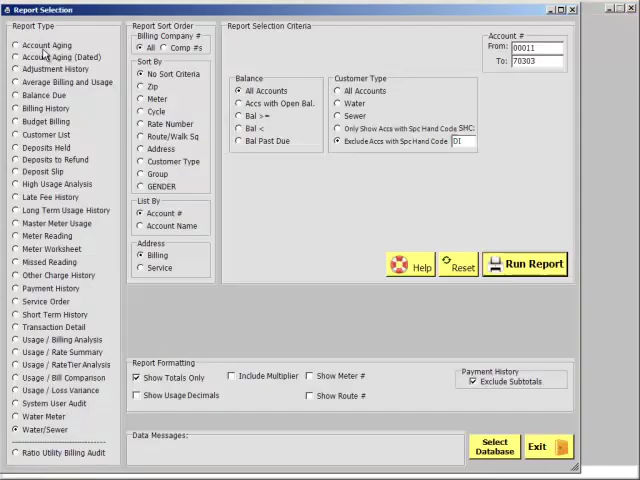 Report Selection
Report Type
Account Aging
Account Aging (Dated)
Adjustment History
Average Billing and Usage
Balance Due
Billing History
Budget Billing
Customer List
Deposits Held
Deposits to Refund
Deposit Slip
High Usage Analysis
Late Fee History
Long Term Usage History
Master Meter Usage
Meter Reading
Meter Worksheet
Missed Reading
Other Charge History
Payment History
Service Order
Short Term History
Transaction Detail
Usage / Billing Analysis
Usage / Rate Summary
Usage / RateTier Analysis
Usage / Bill Comparison
Usage / Loss Variance
System User Audit
Water Meter
Water/Sewer
Ratio Utility Billing Audit
Report Sort Order
Billing Company #
All Comp #s
Sort By
No Sort Criteria
Zip
Meter
Cycle
Rate Number
Route/Walk Sq
Address
Customer Type
Group
GENDER
List By
Account #
Account Name
Address
Billing
Service
Report Selection Criteria
Account #
From: 00011
To: 70303
Balance
All Accounts
Accs with Open Bal.
Bal >=
Bal <
Bal Past Due
Customer Type
All Accounts
Water
Sewer
Only Show Accs with Spc Hand Code SHC:
Exclude Accs with Spc Hand Code DI
Help
Reset
Run Report
Report Formatting
Show Totals Only
Include Multiplier
Show Meter #
Show Usage Decimals
Show Route #
Payment History
Exclude Subtotals
Data Messages:
Select
Database
Exit